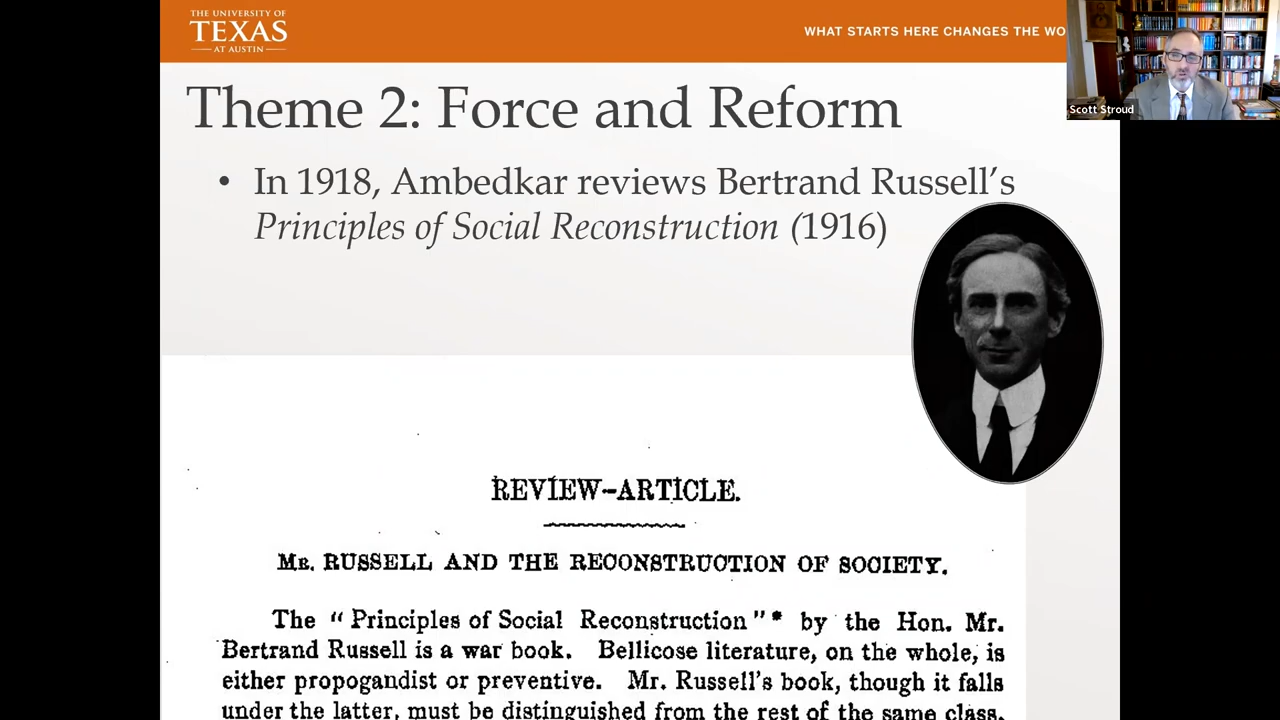 THE UNIVERSITY OF
TEXAS
AT AUSTIN
WHAT STARTS HERE CHANGES THE WO
Scott Stroud
Theme 2: Force and Reform
• In 1918, Ambedkar reviews Bertrand Russell’s
Principles of Social Reconstruction (1916)
REVIEW-ARTICLE.
MR. RUSSELL AND THE RECONSTRUCTION OF SOCIETY.
The “Principles of Social Reconstruction”* by the Hon. Mr.
Bertrand Russell is a war book. Bellicose literature, on the whole, is
either propogandist or preventive. Mr. Russell's book, though it falls
under the latter, must be distinguished from the rest of the same class.